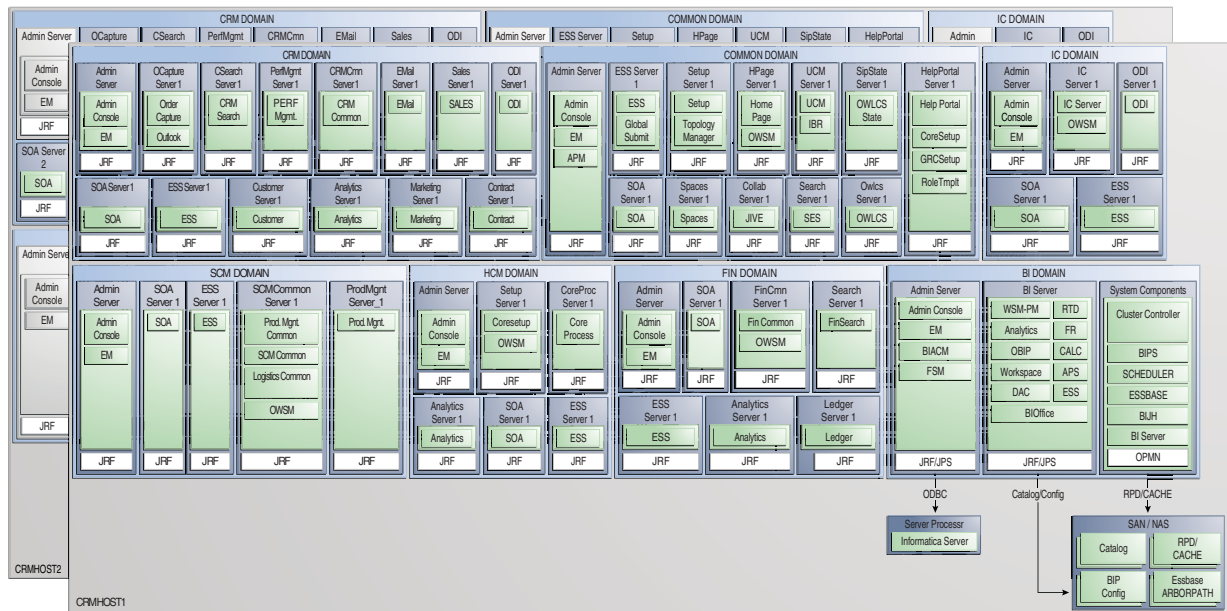 CRM DOMAIN
COMMON DOMAIN
IC DOMAIN
Admin Server
OCapture
CSearch
PerfMgmt
CRMCmn
EMail
Sales
ODI
Admin Server
ESS Server
Setup
HPage
UCM
SipState
HelpPortal
Admin
IC
ODI
Admin
Console
EM
JRF
SOA Server
2
SOA
JRF
Admin Serve
Admin
Console
EM
JRF
CRMHOST2
CRM DOMAIN
Admin
Server
Admin
Console
EM
JRF
OCapture
Server1
Order
Capture
Outlook
JRF
CSearch
Server1
CRM
Search
JRF
PerfMgmt
Server 1
PERF
Mgmt.
JRF
CRMCmn
Server 1
CRM
Common
JRF
EMail
Server1
EMail
JRF
Sales
Server 1
SALES
JRF
ODI
Server 1
ODI
JRF
SOA Server 1
SOA
JRF
ESS Server 1
ESS
JRF
Customer
Server 1
Customer
JRF
Analytics
Server 1
Analytics
JRF
Marketing
Server 1
Marketing
JRF
Contract
Server 1
Contract
JRF
COMMON DOMAIN
Admin Server
Admin
Console
EM
APM
JRF
ESS Server
1
ESS
Global
Submit
JRF
Setup
Server 1
Setup
Topology
Manager
JRF
HPage
Server 1
Home
Page
OWSM
JRF
UCM
Server 1
UCM
IBR
JRF
SipState
Server 1
OWLCS
State
JRF
HelpPortal
Server 1
Help Portal
CoreSetup
GRCSetup
RoleTmplt
JRF
SOA
Server 1
SOA
JRF
Spaces
Server 1
Spaces
JRF
Collab
Server 1
JIVE
JRF
Search
Server 1
SES
JRF
Owlcs
Server 1
OWLCS
JRF
IC DOMAIN
Admin
Server
Admin
Console
EM
JRF
IC
Server 1
IC Server
OWSM
JRF
ODI
Server 1
ODI
JRF
SOA
Server 1
SOA
JRF
ESS
Server 1
ESS
JRF
SCM DOMAIN
Admin
Server
Admin
Console
EM
JRF
SOA
Server 1
SOA
JRF
ESS
Server 1
ESS
JRF
SCMCommon
Server 1
Prod. Mgnt.
Common
SCM Common
Logistics Common
OWSM
JRF
ProdMgnt
Server_1
Prod. Mgnt.
JRF
HCM DOMAIN
Admin Server
Admin
Console
EM
JRF
Setup
Server 1
Coresetup
OWSM
JRF
CoreProc
Server 1
Core
Process
JRF
Analytics
Server 1
Analytics
JRF
SOA
Server 1
SOA
JRF
ESS
Server 1
ESS
JRF
FIN DOMAIN
Admin
Server
Admin
Console
EM
JRF
SOA
Server 1
SOA
JRF
FinCmn
Server 1
Fin Common
OWSM
JRF
Search
Server 1
FinSearch
JRF
ESS
Server 1
ESS
JRF
Analytics
Server 1
Analytics
JRF
Ledger
Server 1
Ledger
JRF
BI DOMAIN
Admin Server
Admin Console
EM
BIACM
FSM
JRF/JPS
BI Server
WSM-PM
RTD
Analytics
FR
OBIP
CALC
Workspace
APS
DAC
ESS
BIOffice
JRF/JPS
System Components
Cluster Controller
BIPS
SCHEDULER
ESSBASE
BIJH
BI Server
OPMN
ODBC
Catalog/Config
RPD/CACHE
Server Processr
Informatica Server
SAN / NAS
Catalog
RPD/
CACHE
BIP
Config
Essbase
ARBORPATH
CRMHOST1